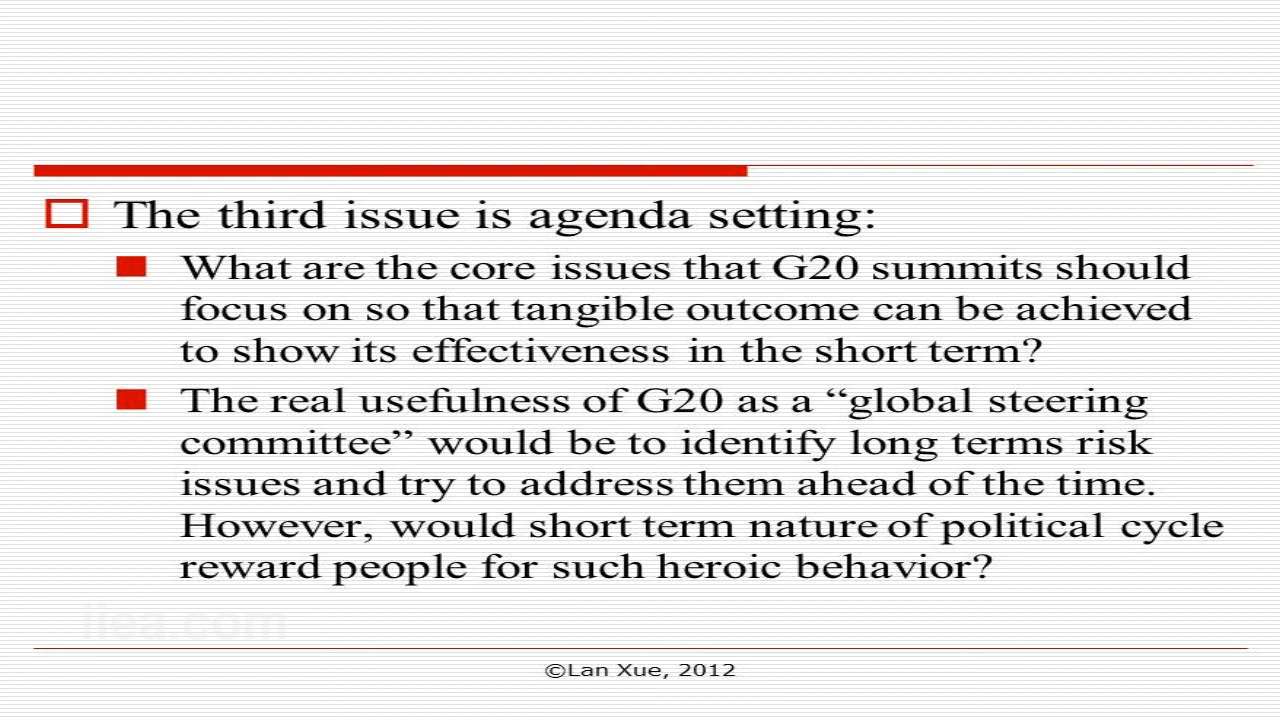 The third issue is agenda setting:
What are the core issues that G20 summits should
focus on so that tangible outcome can be achieved
to show its effectiveness in the short term?
The real usefulness of G20 as a “global steering
committee” would be to identify long terms risk
issues and try to address them ahead of the time.
However, would short term nature of political cycle
reward people for such heroic behavior?
iiea.com
©Lan Xue, 2012